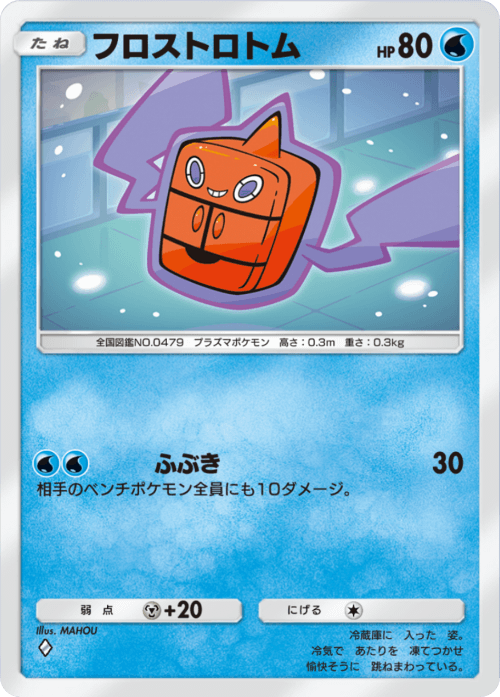 たね フロストロトム HP80
全国図鑑NO.0479 プラズマポケモン 高さ:0.3m 重さ:0.3kg
ふぶき 30
相手のベンチポケモン全員にも10ダメージ。
弱点 +20 にげる
Illus. MAHOU
冷蔵庫に 入った 姿。
冷気で あたりを 凍てつかせ
愉快そうに 跳ねまわっている。